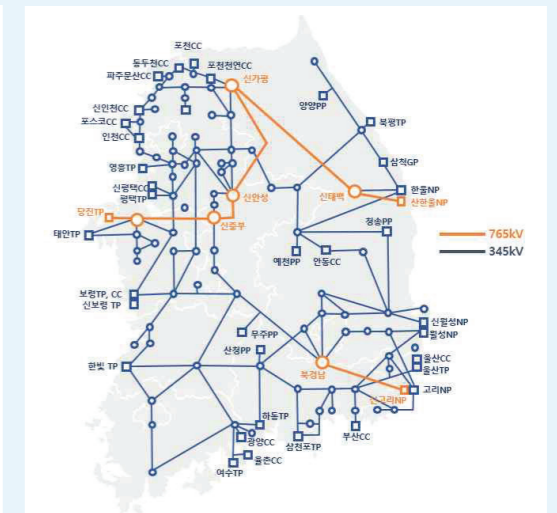 포천CC
동두천CC
포천천연CC
파주문산CC
신가평
양양PP
신인천CC
북평TP
포스코CC
인천CC
삼척GP
영흥TP
신평택CC
평택TP
신안성
신태백
한울NP
신한울NP
당진TP
신중부
청송PP
765kV
태안TP
345kV
예천PP
안동CC
보령TP, CC
신보령 TP
신월성NP
월성NP
무주PP
산청PP
울산CC
한빛 TP
북경남
울산TP
고리NP
신고리NP
하동TP
광양CC
삼천포TP
부산CC
율촌CC
여수TP